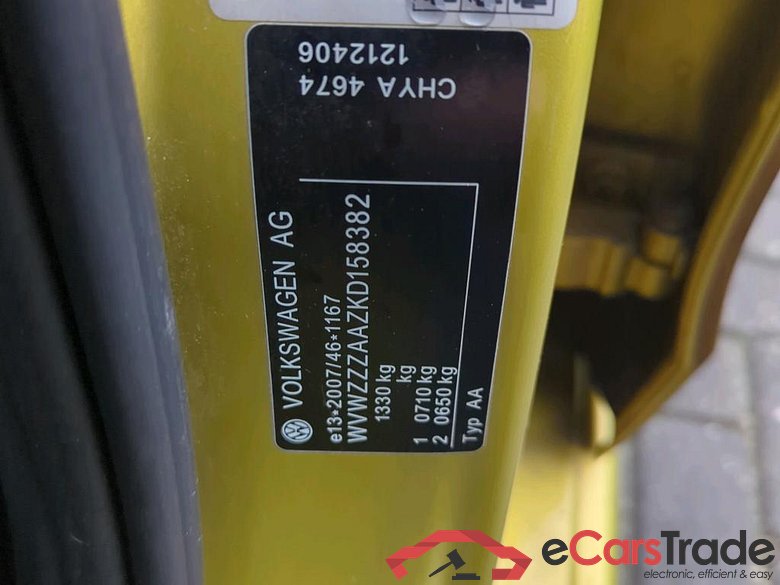 VOLKSWAGEN AG
e13*2007/46*1167
WVWZZZAAZKD158382
1330 kg
kg
1 0710 kg
2 0650 kg
Typ AA
CHYA 4674
1212406
eCarsTrade
electronic, efficient & easy